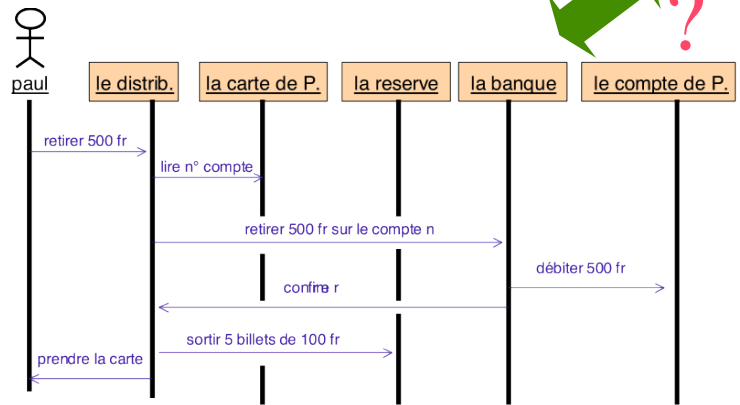 ?
paul
le distrib.
la carte de P.
la reserve
la banque
le compte de P.
retirer 500 fr
lire n° compte
retirer 500 fr sur le compte n
débiter 500 fr
sortir 5 billets de 100 fr
prendre la carte